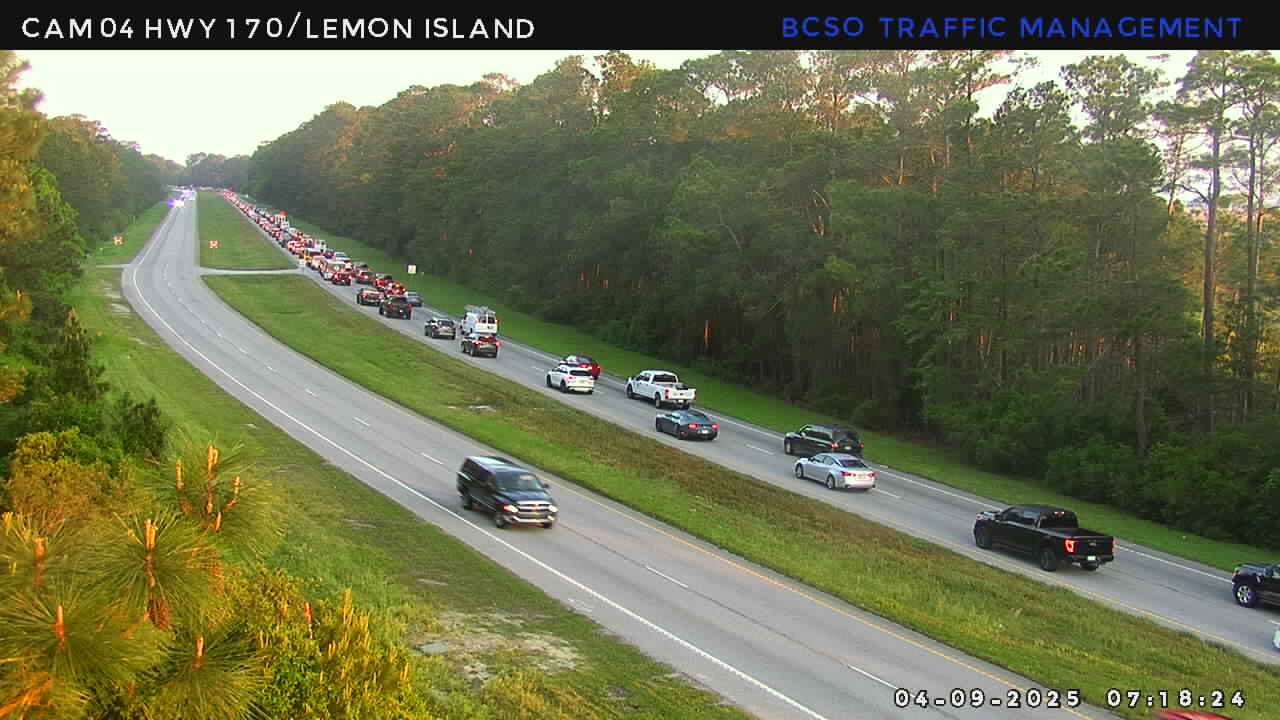 CAM 04 HWY 170/LEMON ISLAND
BCSO TRAFFIC MANAGEMENT
04-09-2025 07:18:24